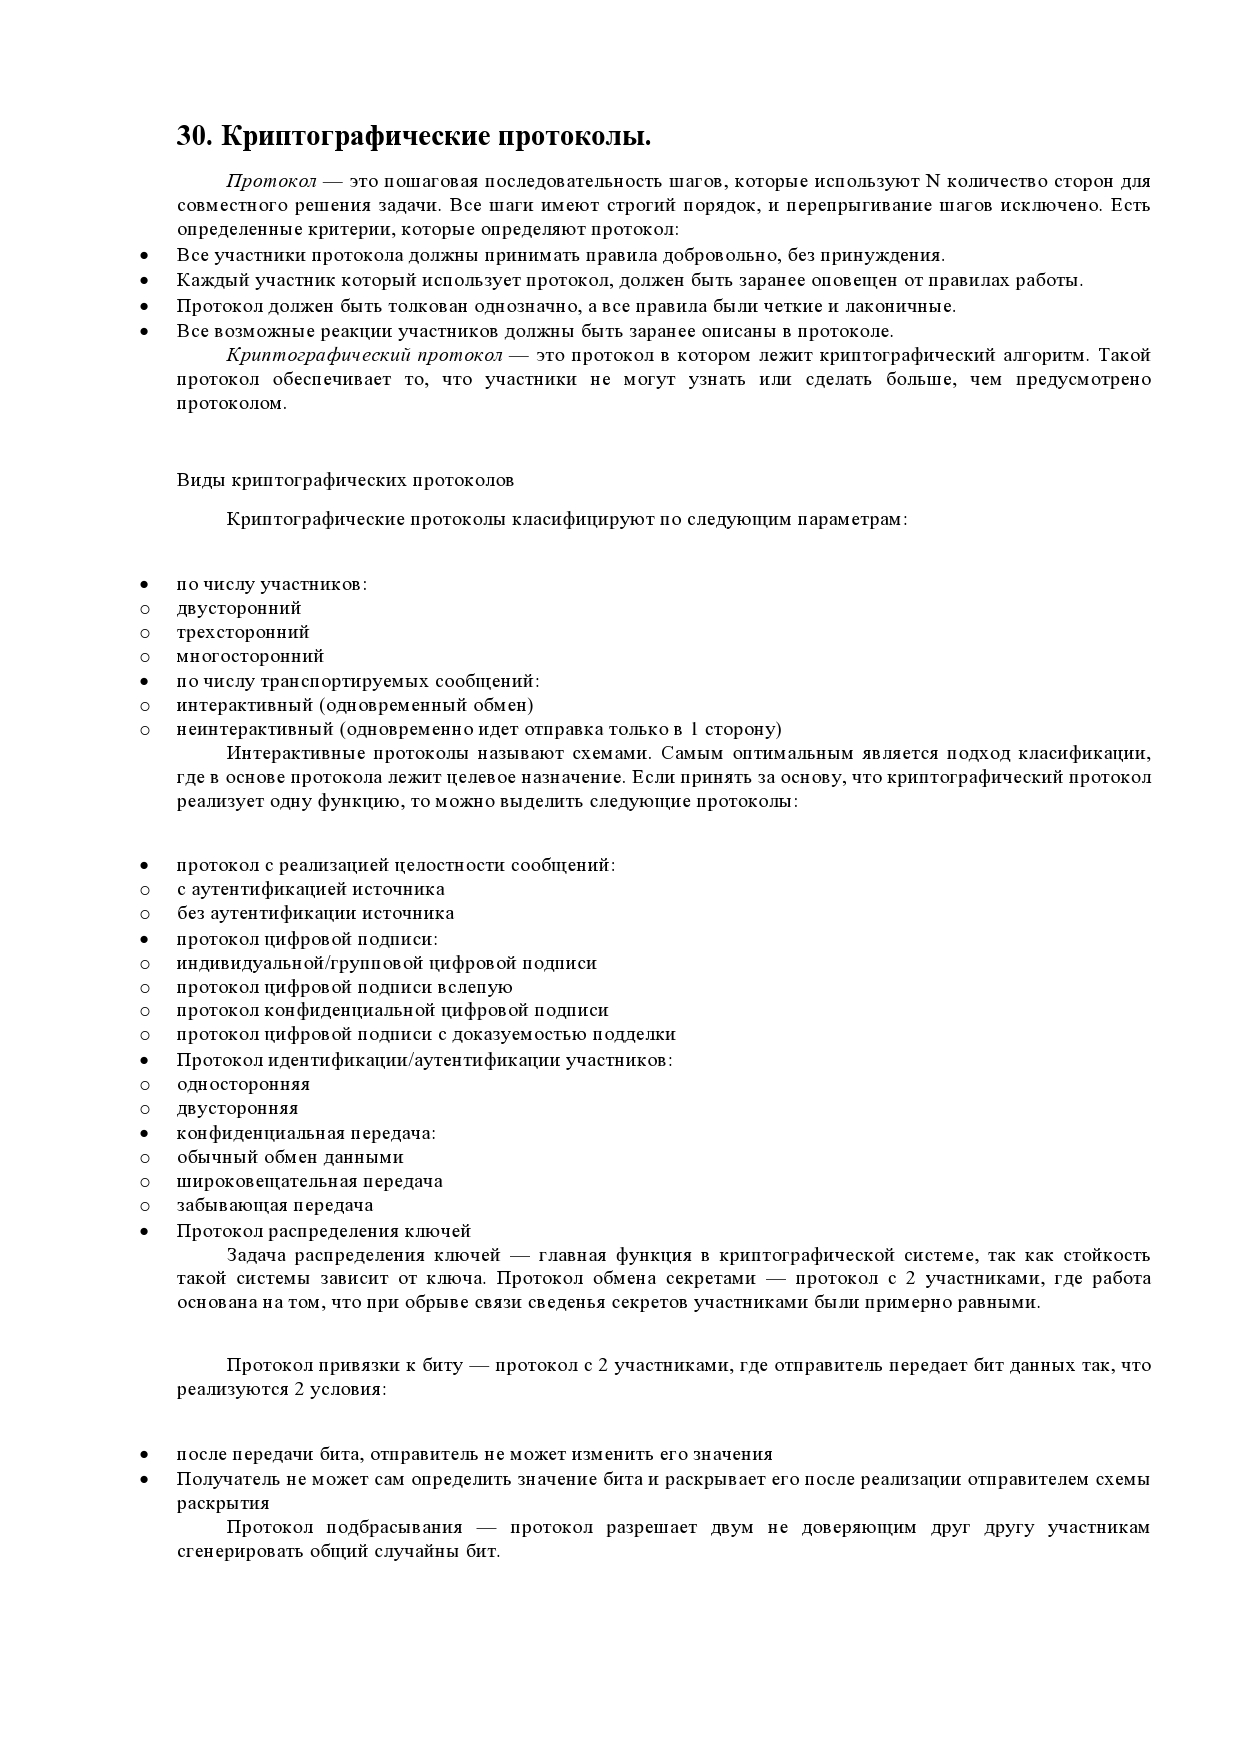 30. Криптографические протоколы.
Протокол — это пошаговая последовательность шагов, которые используют N количество сторон для
совместного решения задачи. Все шаги имеют строгий порядок, и перепрыгивание шагов исключено. Есть
определенные критерии, которые определяют протокол:
• Все участники протокола должны принимать правила добровольно, без принуждения.
• Каждый участник который использует протокол, должен быть заранее оповещен от правилах работы.
• Протокол должен быть толкован однозначно, а все правила были четкие и лаконичные.
• Все возможные реакции участников должны быть заранее описаны в протоколе.
Криптографический протокол — это протокол в котором лежит криптографический алгоритм. Такой
протокол обеспечивает то, что участники не могут узнать или сделать больше, чем предусмотрено
протоколом.
Виды криптографических протоколов
Криптографические протоколы класифицируют по следующим параметрам:
• по числу участников:
○ двусторонний
○ трехсторонний
○ многосторонний
• по числу транспортируемых сообщений:
○ интерактивный (одновременный обмен)
○ неинтерактивный (одновременно идет отправка только в 1 сторону)
Интерактивные протоколы называют схемами. Самым оптимальным является подход класификации,
где в основе протокола лежит целевое назначение. Если принять за основу, что криптографический протокол
реализует одну функцию, то можно выделить следующие протоколы:
• протокол с реализацией целостности сообщений:
○ с аутентификацией источника
○ без аутентификации источника
• протокол цифровой подписи:
○ индивидуальной/групповой цифровой подписи
○ протокол цифровой подписи вслепую
○ протокол конфиденциальной цифровой подписи
○ протокол цифровой подписи с доказуемостью подделки
• Протокол идентификации/аутентификации участников:
○ односторонняя
○ двусторонняя
• конфиденциальная передача:
○ обычный обмен данными
○ широковещательная передача
○ забывающая передача
• Протокол распределения ключей
Задача распределения ключей — главная функция в криптографической системе, так как стойкость
такой системы зависит от ключа. Протокол обмена секретами — протокол с 2 участниками, где работа
основана на том, что при обрыве связи сведенья секретов участниками были примерно равными.
Протокол привязки к биту — протокол с 2 участниками, где отправитель передает бит данных так, что
реализуются 2 условия:
• после передачи бита, отправитель не может изменить его значения
• Получатель не может сам определить значение бита и раскрывает его после реализации отправителем схемы
раскрытия
Протокол подбрасывания — протокол разрешает двум не доверяющим друг другу участникам
сгенерировать общий случайны бит.